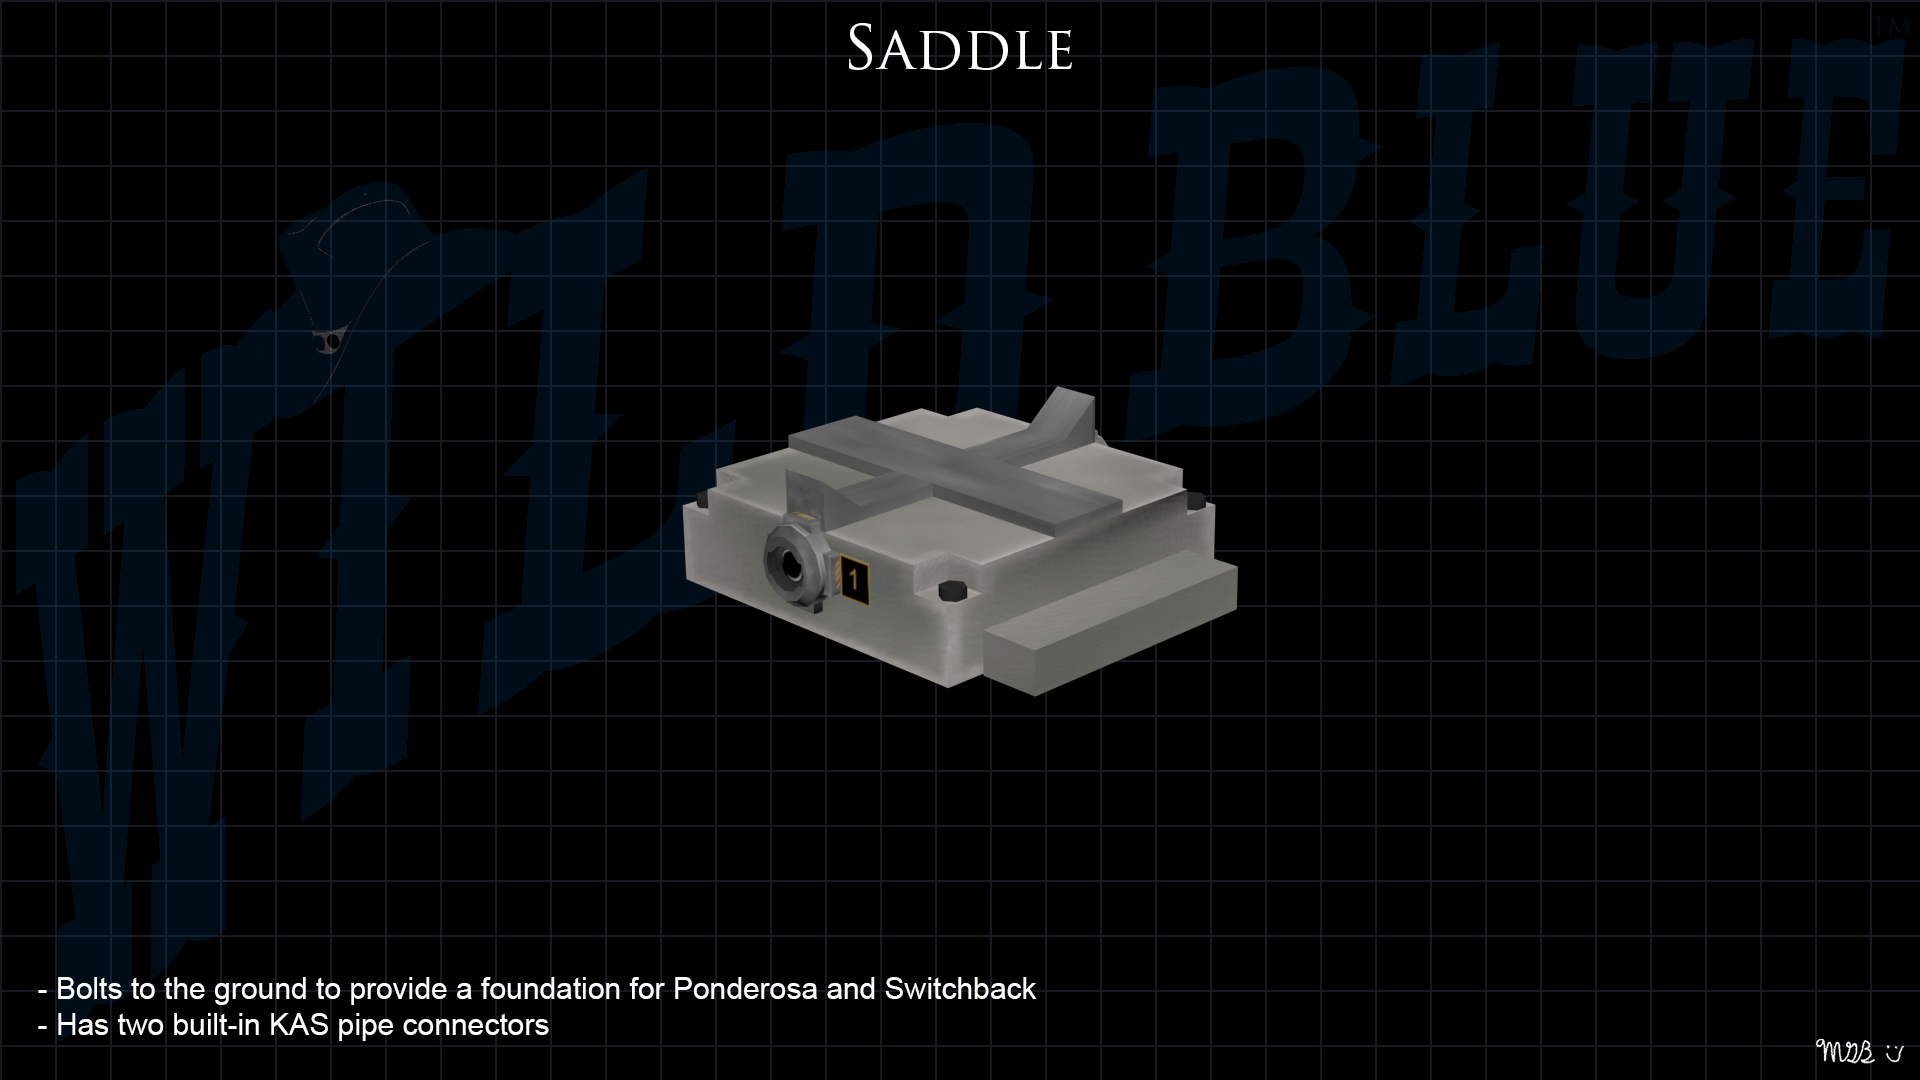 SADDLE
TM
WILD BLUE
1
- Bolts to the ground to provide a foundation for Ponderosa and Switchback
- Has two built-in KAS pipe connectors
MGB :)